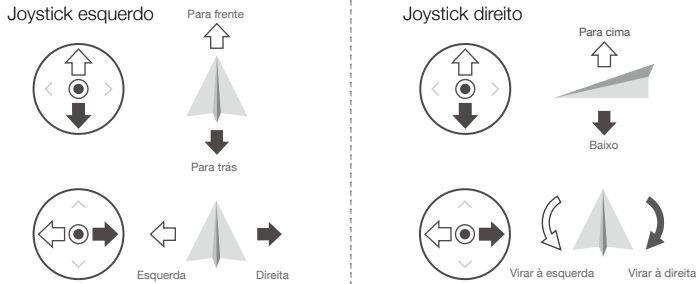 Joystick esquerdo
Para frente
Para trás
Esquerda
Direita
Joystick direito
Para cima
Baixo
Virar à esquerda
Virar à direita